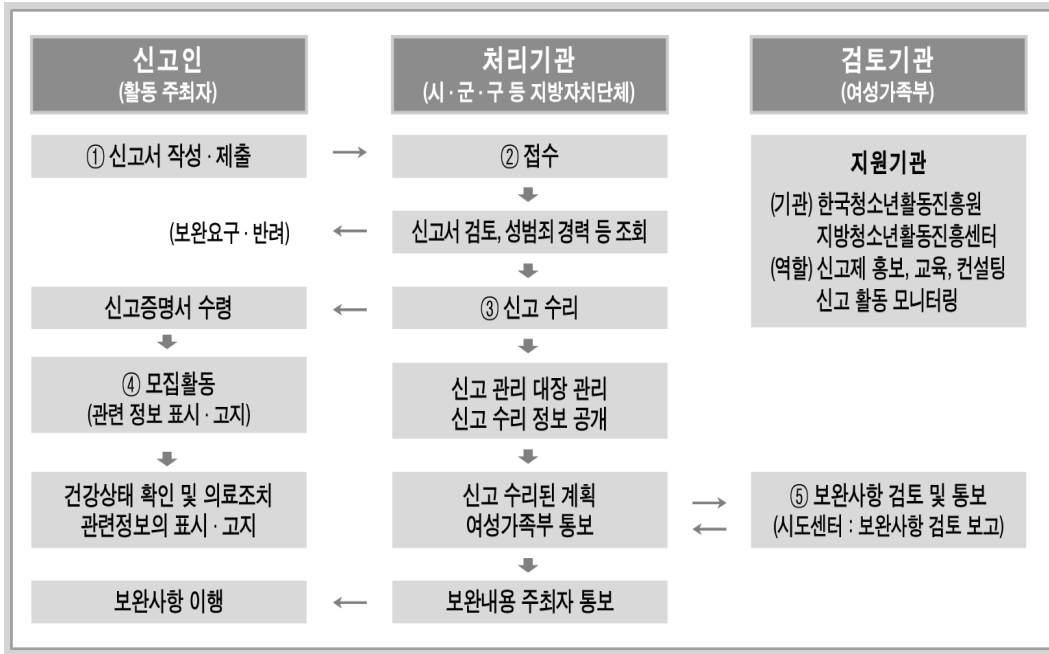 신고인
(활동 주최자)
처리기관
(시·군·구 등 지방자치단체)
검토기관
(여성가족부)
① 신고서 작성·제출
→
② 접수
지원기관
(기관) 한국청소년활동진흥원
지방청소년활동진흥센터
(역할) 신고제 홍보, 교육, 컨설팅
신고 활동 모니터링
(보완요구·반려)
←
신고서 검토, 성범죄 경력 등 조회
신고증명서 수령
←
③ 신고 수리
④ 모집활동
(관련 정보 표시·고지)
신고 관리 대장 관리
신고 수리 정보 공개
건강상태 확인 및 의료조치
관련정보의 표시·고지
신고 수리된 계획
여성가족부 통보
→
←
⑤ 보완사항 검토 및 통보
(시도센터 : 보완사항 검토 보고)
보완사항 이행
←
보완내용 주최자 통보